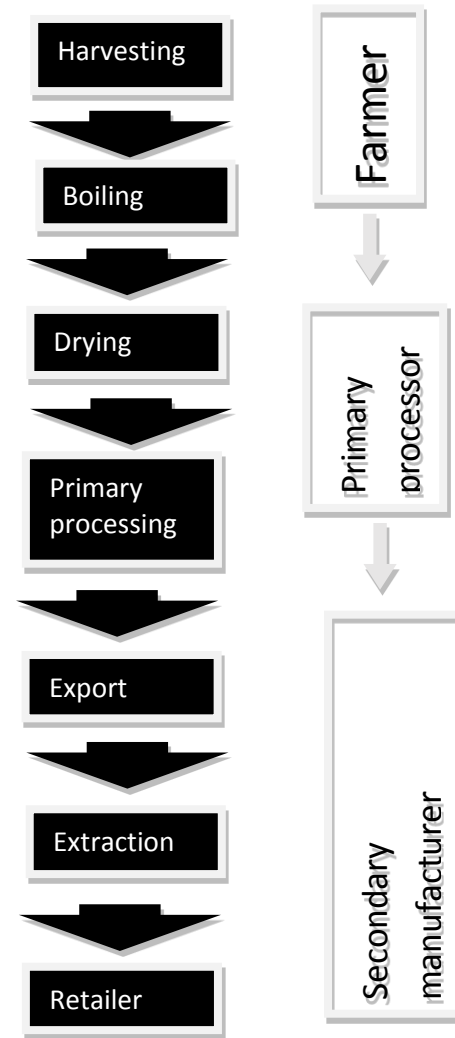 Harvesting
Boiling
Drying
Primary
processing
Export
Extraction
Retailer
Farmer
Primary
processor
Secondary
manufacturer